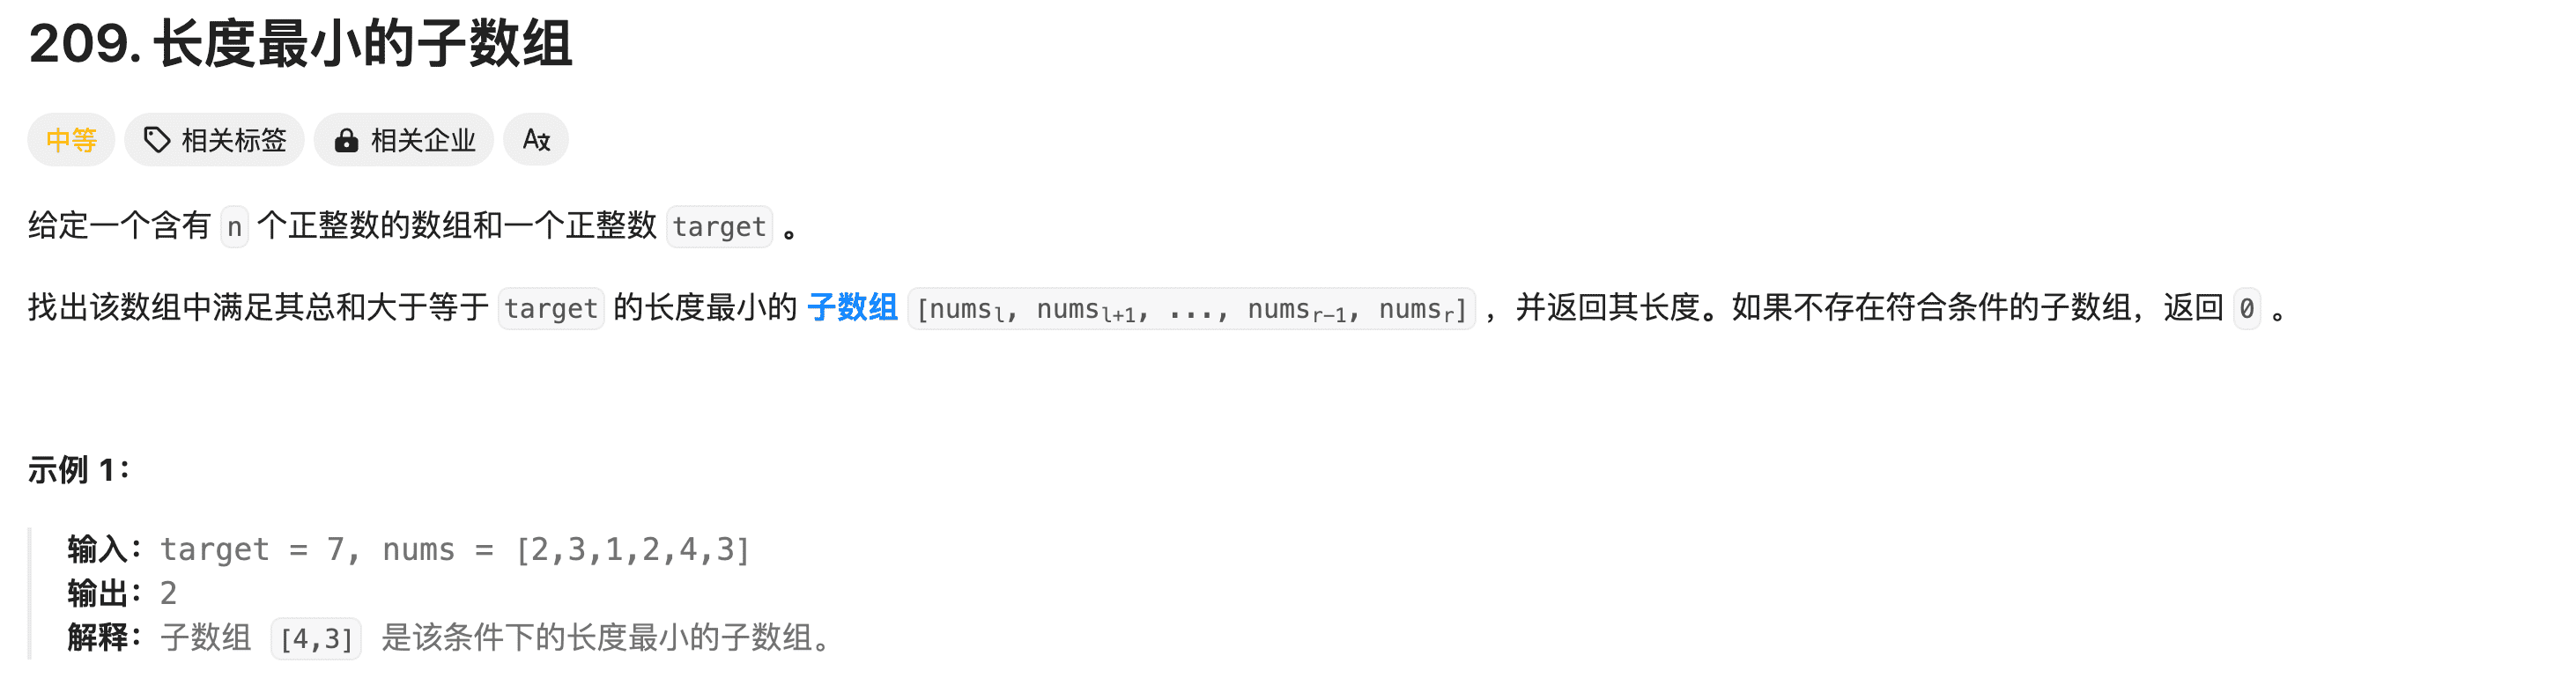 209. 长度最小的子数组
中等 相关标签 相关企业 A文
给定一个含有 n 个正整数的数组和一个正整数 target 。
找出该数组中满足其总和大于等于 target 的长度最小的 子数组 [numsl, numsl+1, ..., numsr-1, numsr] ，并返回其长度。如果不存在符合条件的子数组，返回 0 。
示例 1：
输入：target = 7, nums = [2,3,1,2,4,3]
输出：2
解释：子数组 [4,3] 是该条件下的长度最小的子数组。